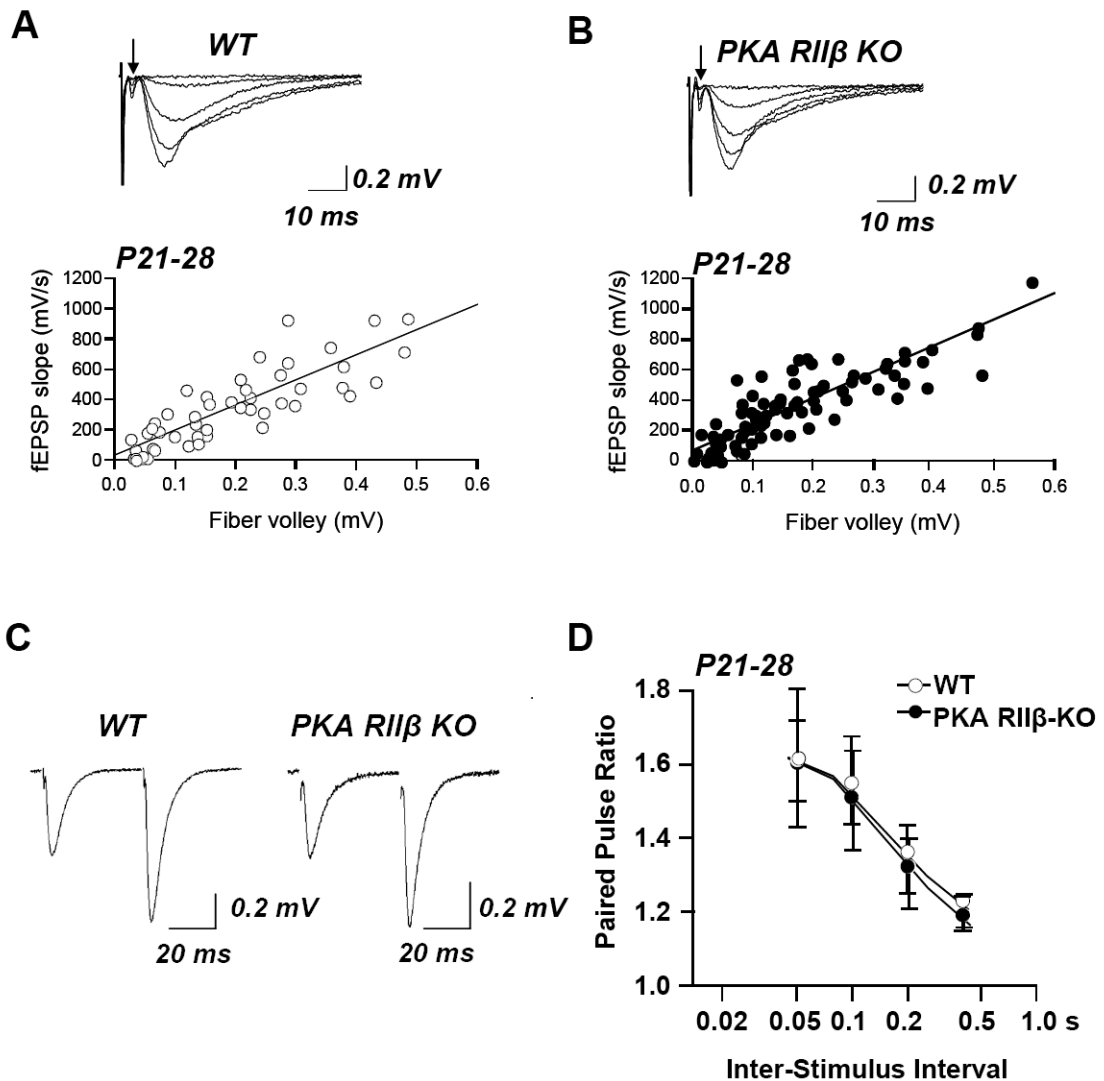 A
WT
0.2 mV
10 ms
P21-28
fEPSP slope (mV/s)
1200
1000
800
600
400
200
0
0.0 0.1 0.2 0.3 0.4 0.5 0.6
Fiber volley (mV)
B
PKA RIIβ KO
0.2 mV
10 ms
P21-28
fEPSP slope (mV/s)
1200
1000
800
600
400
200
0
0.0 0.1 0.2 0.3 0.4 0.5 0.6
Fiber volley (mV)
C
WT
0.2 mV
20 ms
PKA RIIβ KO
0.2 mV
20 ms
D
P21-28
WT
PKA RIIβ-KO
Paired Pulse Ratio
1.8
1.6
1.4
1.2
1.0
0.02 0.05 0.1 0.2 0.5 1.0 s
Inter-Stimulus Interval